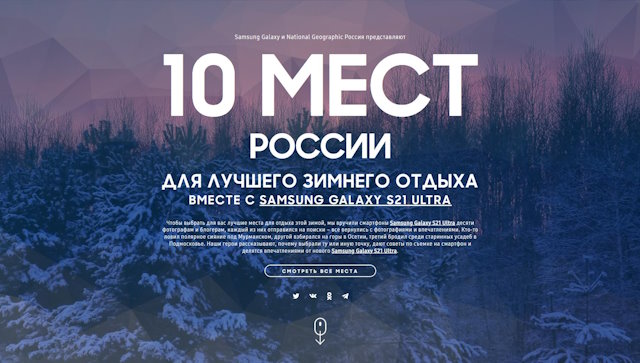 Samsung Galaxy и National Geographic Россия представляют
10 МЕСТ
РОССИИ
ДЛЯ ЛУЧШЕГО ЗИМНЕГО ОТДЫХА
ВМЕСТЕ С SAMSUNG GALAXY S21 ULTRA
Чтобы выбрать для вас лучшие места для отдыха этой зимой, мы вручили смартфоны Samsung Galaxy S21 Ultra десяти
фотографам и блогерам, каждый из них отправился на поиски – все вернулись с фотографиями и впечатлениями. Кто-то
ловил полярное сияние под Мурманском, другой взбирался на горы в Осетии, третий бродил среди старинных усадеб в
Подмосковье. Наши герои рассказывают, почему выбрали ту или иную точку, дают советы по съемке на смартфон и
делятся впечатлениями от нового Samsung Galaxy S21 Ultra.
СМОТРЕТЬ ВСЕ МЕСТА